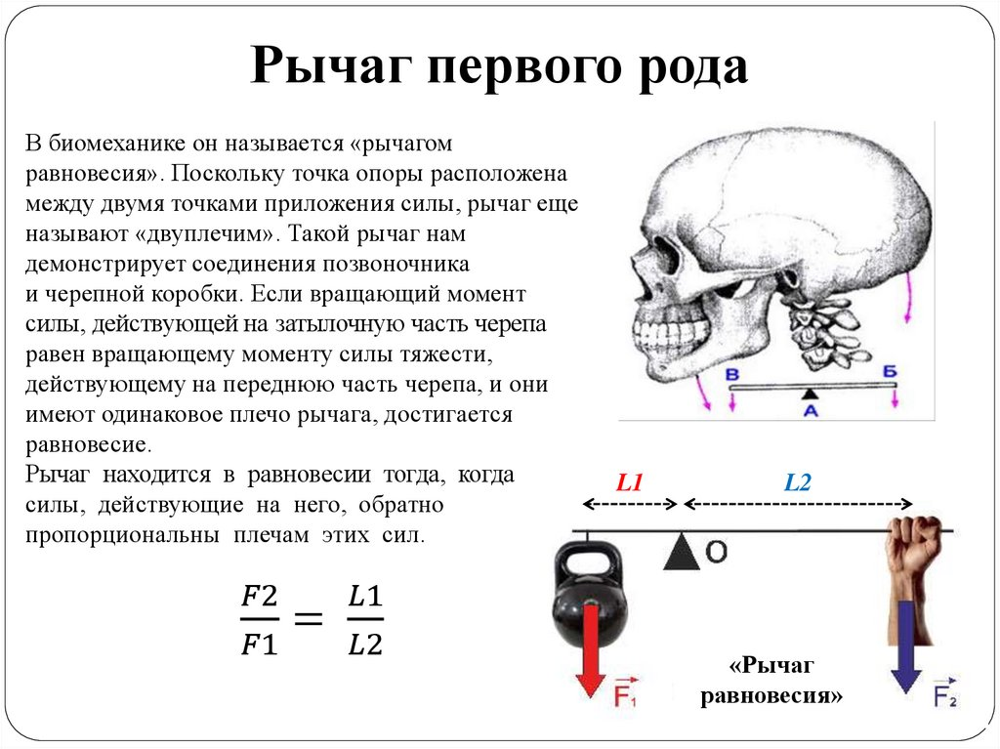 Рычаг первого рода
В биомеханике он называется «рычагом
равновесия». Поскольку точка опоры расположена
между двумя точками приложения силы, рычаг еще
называют «двуплечим». Такой рычаг нам
демонстрирует соединения позвоночника
и черепной коробки. Если вращающий момент
силы, действующей на затылочную часть черепа
равен вращающему моменту силы тяжести,
действующему на переднюю часть черепа, и они
имеют одинаковое плечо рычага, достигается
равновесие.
Рычаг находится в равновесии тогда, когда
силы, действующие на него, обратно
пропорциональны плечам этих сил.
F2/F1 = L1/L2
В Б
А
L1 L2
O
F1
«Рычаг
равновесия»
F2